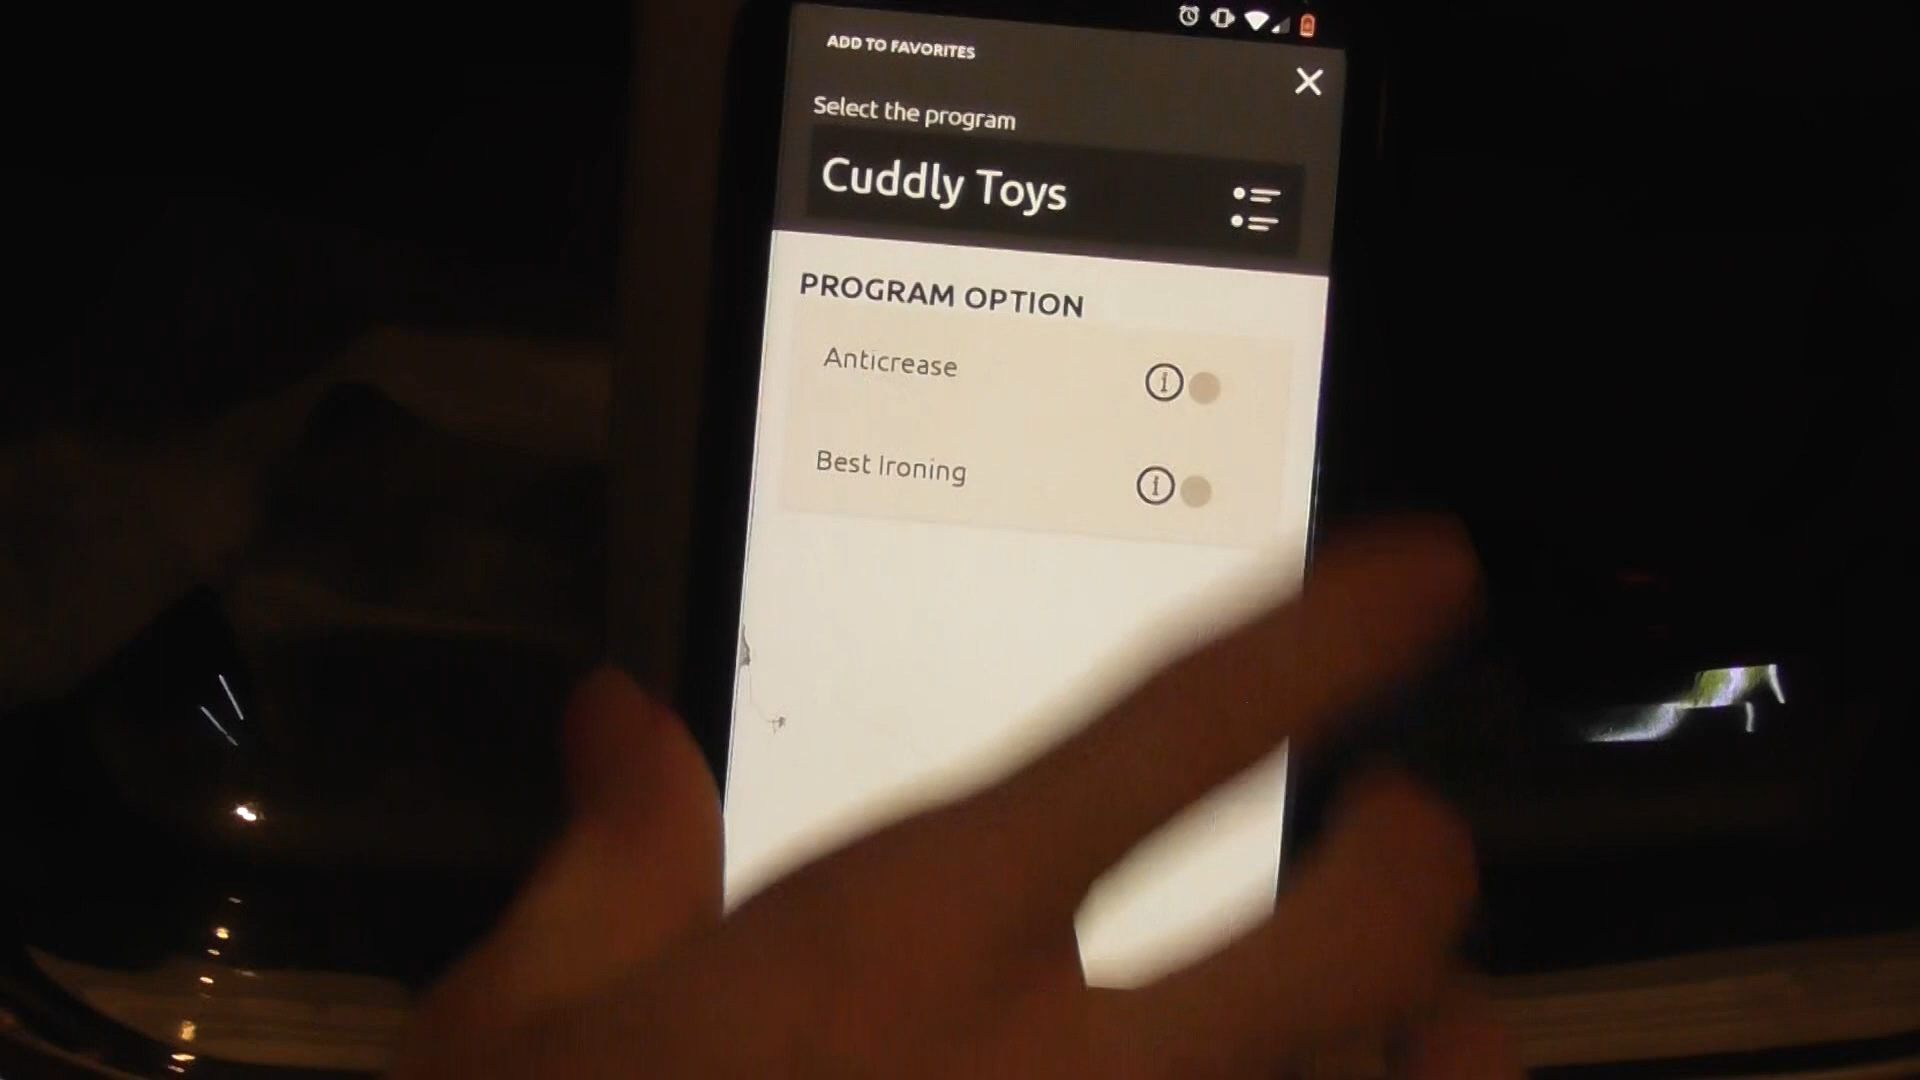 ADD TO FAVORITES
Select the program
Cuddly Toys
PROGRAM OPTION
Anticrease
Best Ironing